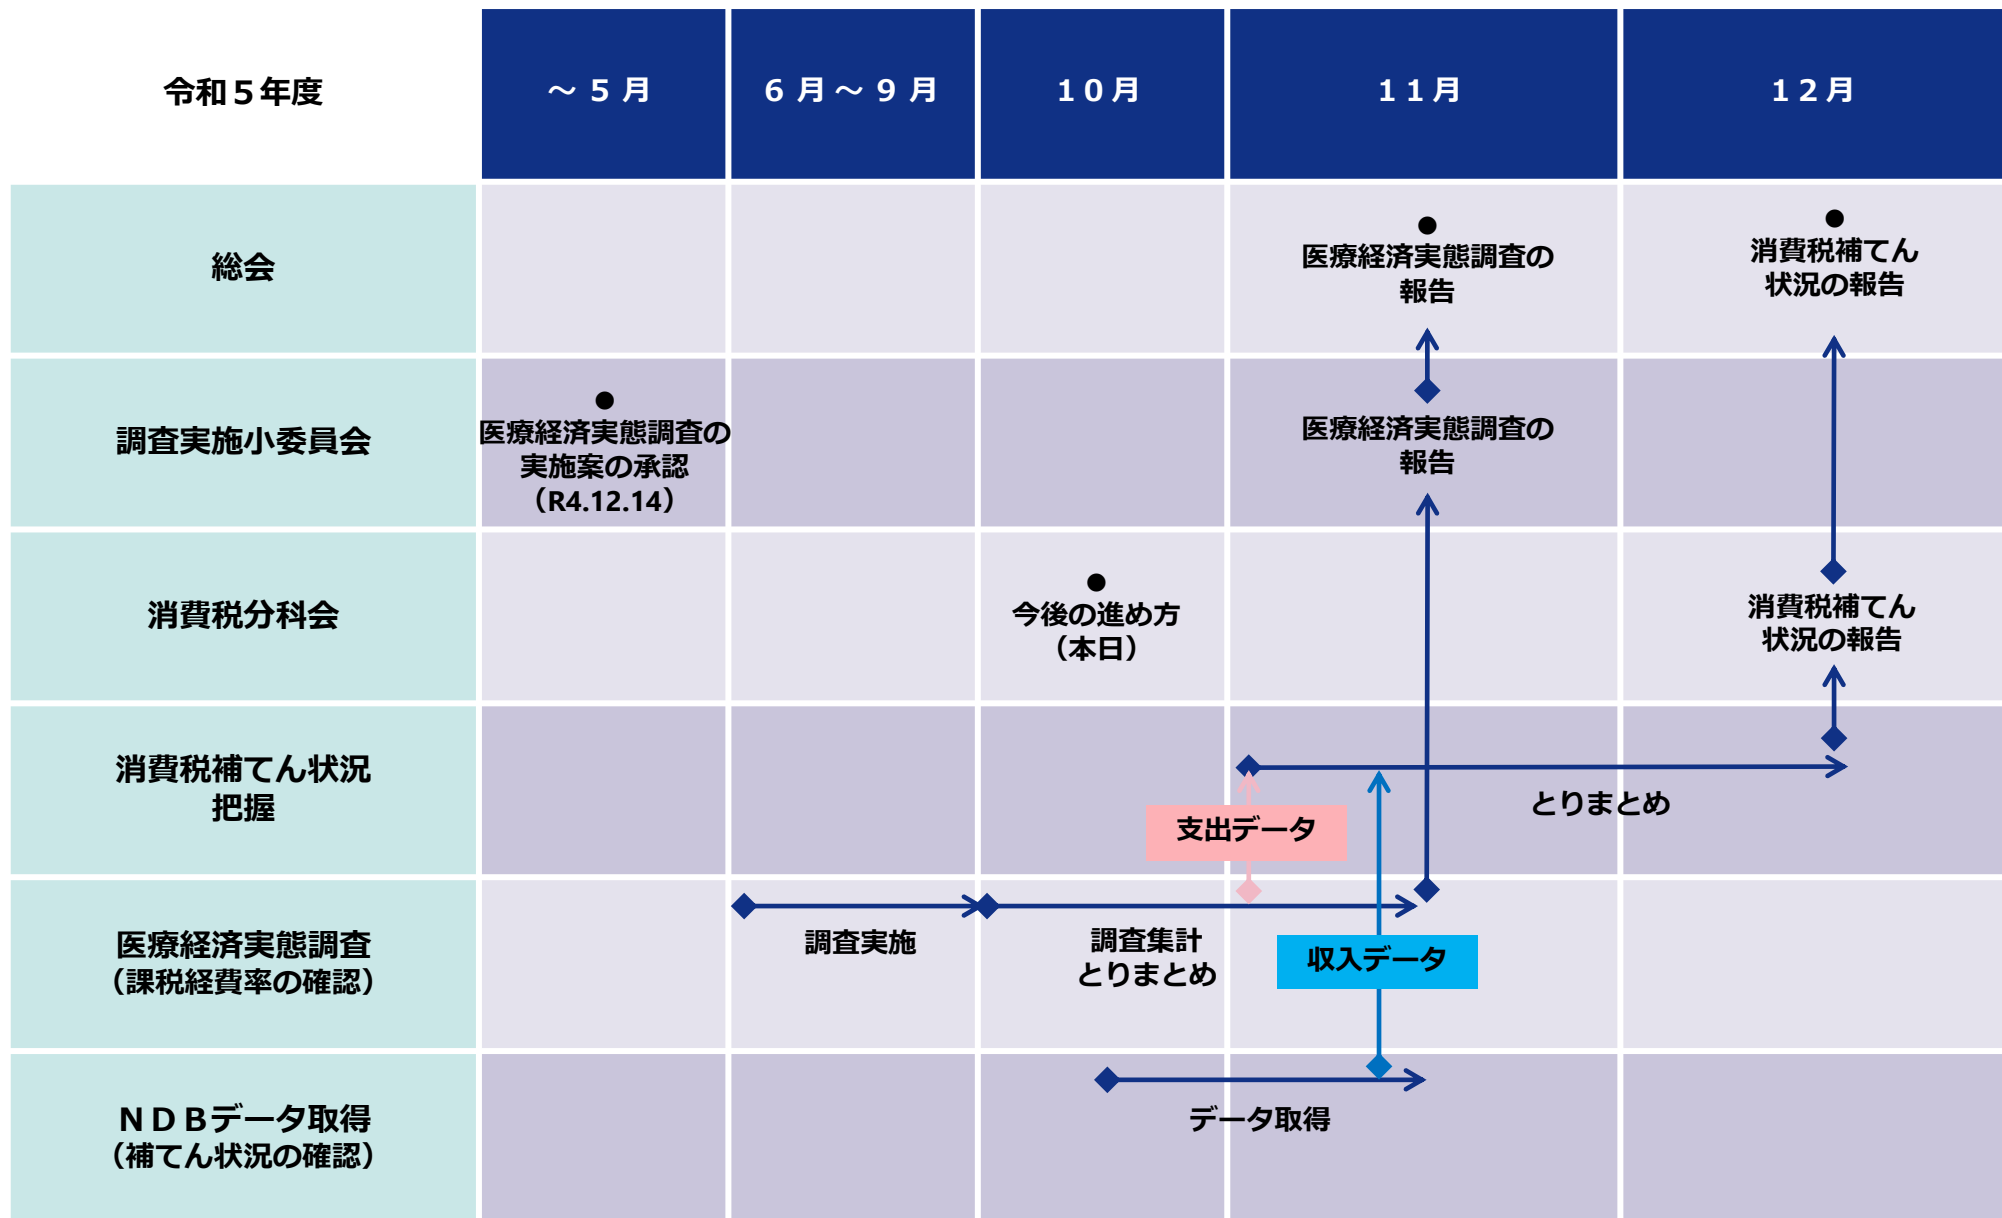 令和５年度
～５月
６月～９月
１０月
１１月
１２月
総会
医療経済実態調査の
報告
消費税補てん
状況の報告
調査実施小委員会
医療経済実態調査の
実施案の承認
（R4.12.14）
医療経済実態調査の
報告
消費税分科会
今後の進め方
（本日）
消費税補てん
状況の報告
消費税補てん状況
把握
支出データ
とりまとめ
医療経済実態調査
（課税経費率の確認）
調査実施
調査集計
とりまとめ
収入データ
ＮＤＢデータ取得
（補てん状況の確認）
データ取得